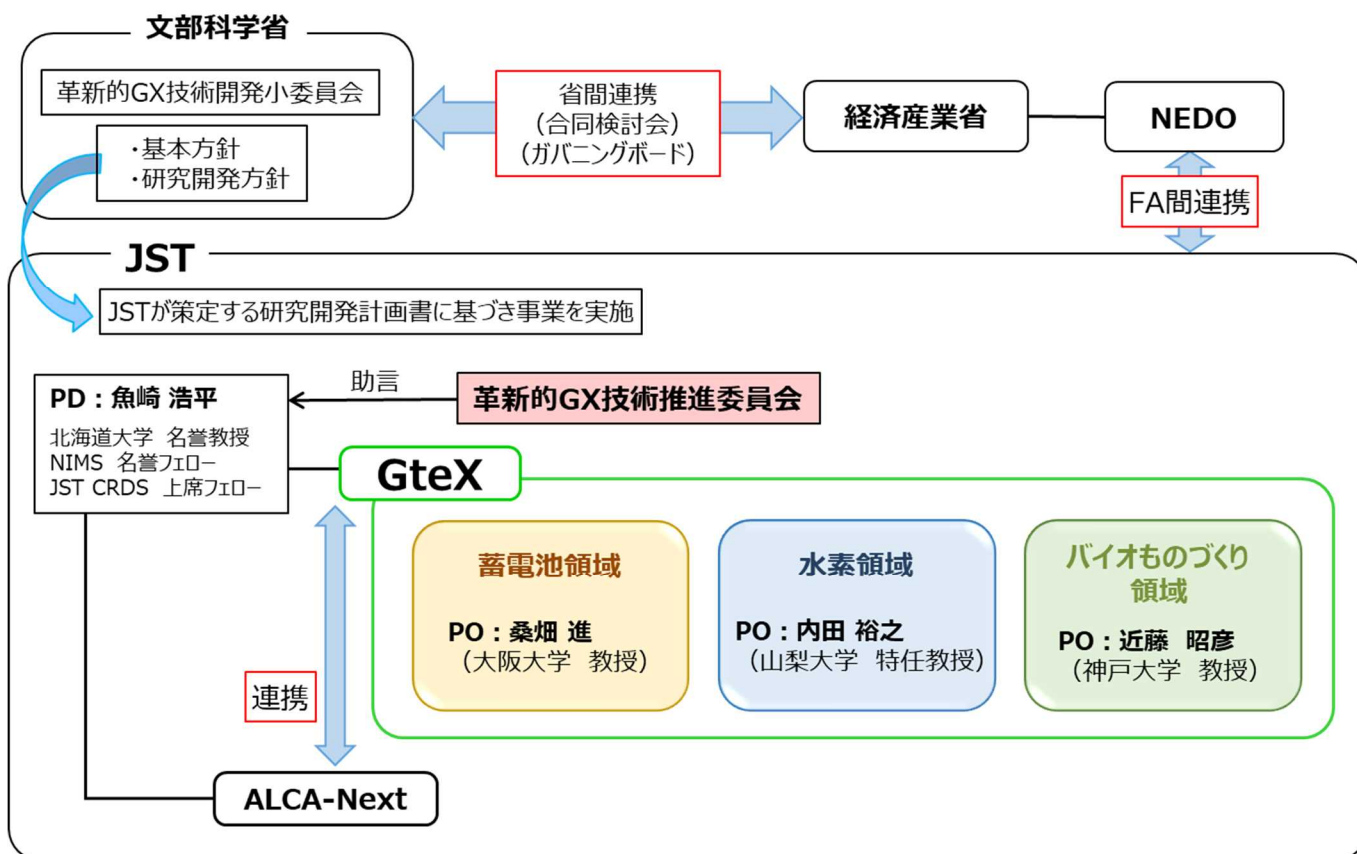 文部科学省
革新的GX技術開発小委員会
・基本方針
・研究開発方針
省間連携
(合同検討会)
(ガバニングボード)
経済産業省
NEDO
FA間連携
JST
JSTが策定する研究開発計画書に基づき事業を実施
PD：魚崎 浩平
北海道大学 名誉教授
NIMS 名誉フェロー
JST CRDS 上席フェロー
助言
革新的GX技術推進委員会
GteX
蓄電池領域
PO：桑畑 進
（大阪大学 教授）
水素領域
PO：内田 裕之
（山梨大学 特任教授）
バイオものづくり
領域
PO：近藤 昭彦
（神戸大学 教授）
連携
ALCA-Next